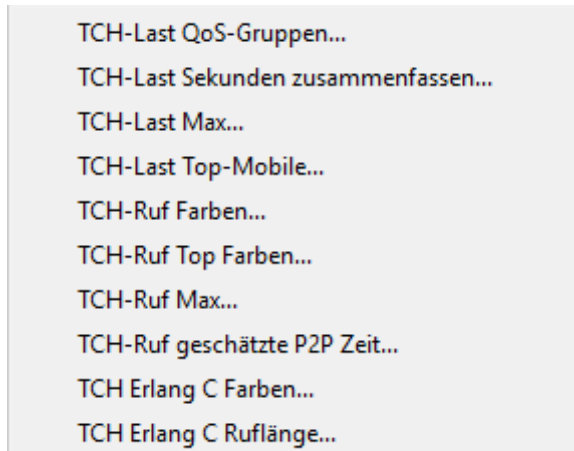 TCH-Last QoS-Gruppen...
TCH-Last Sekunden zusammenfassen...
TCH-Last Max...
TCH-Last Top-Mobile...
TCH-Ruf Farben...
TCH-Ruf Top Farben...
TCH-Ruf Max...
TCH-Ruf geschätzte P2P Zeit...
TCH Erlang C Farben...
TCH Erlang C Ruflänge...